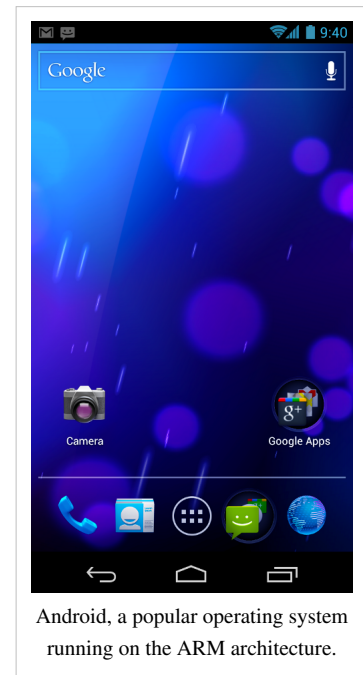 9:40
Google
g+
Camera
Google Apps
Android, a popular operating system
running on the ARM architecture.